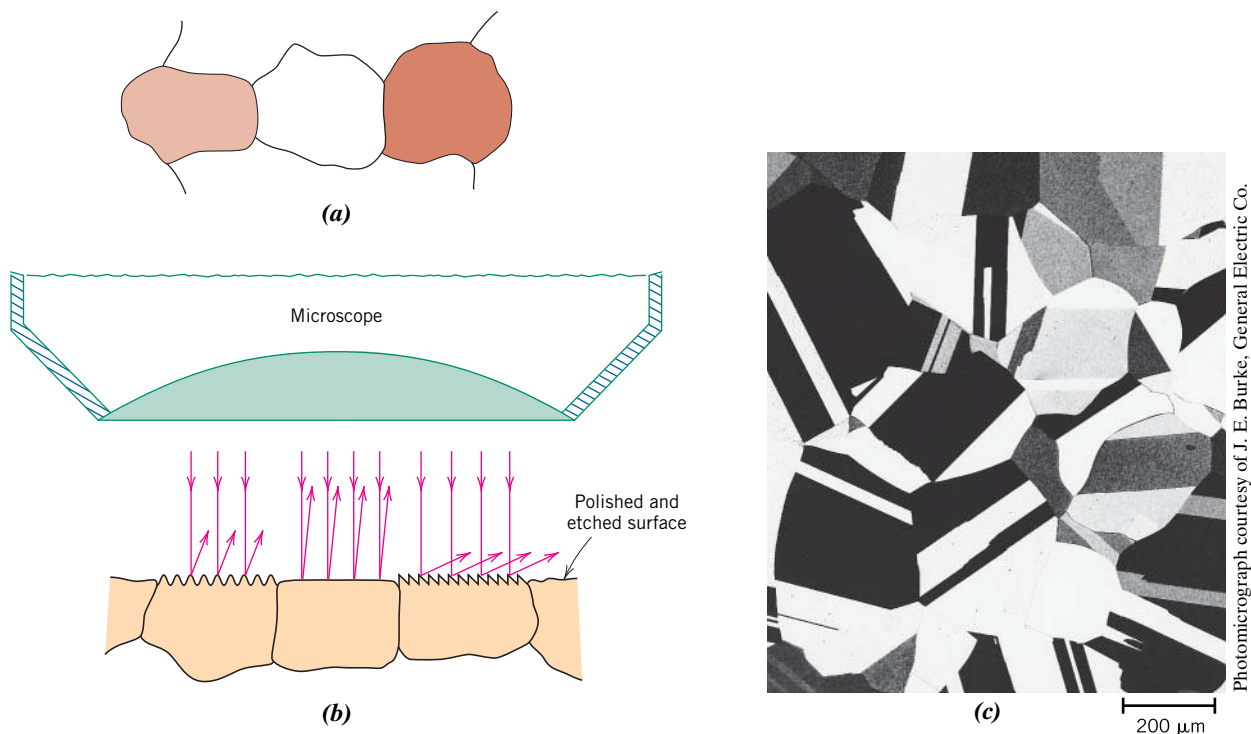 (a)
Microscope
Polished and
etched surface
(b)
(c)
200 μm
Photomicrograph courtesy of J. E. Burke, General Electric Co.